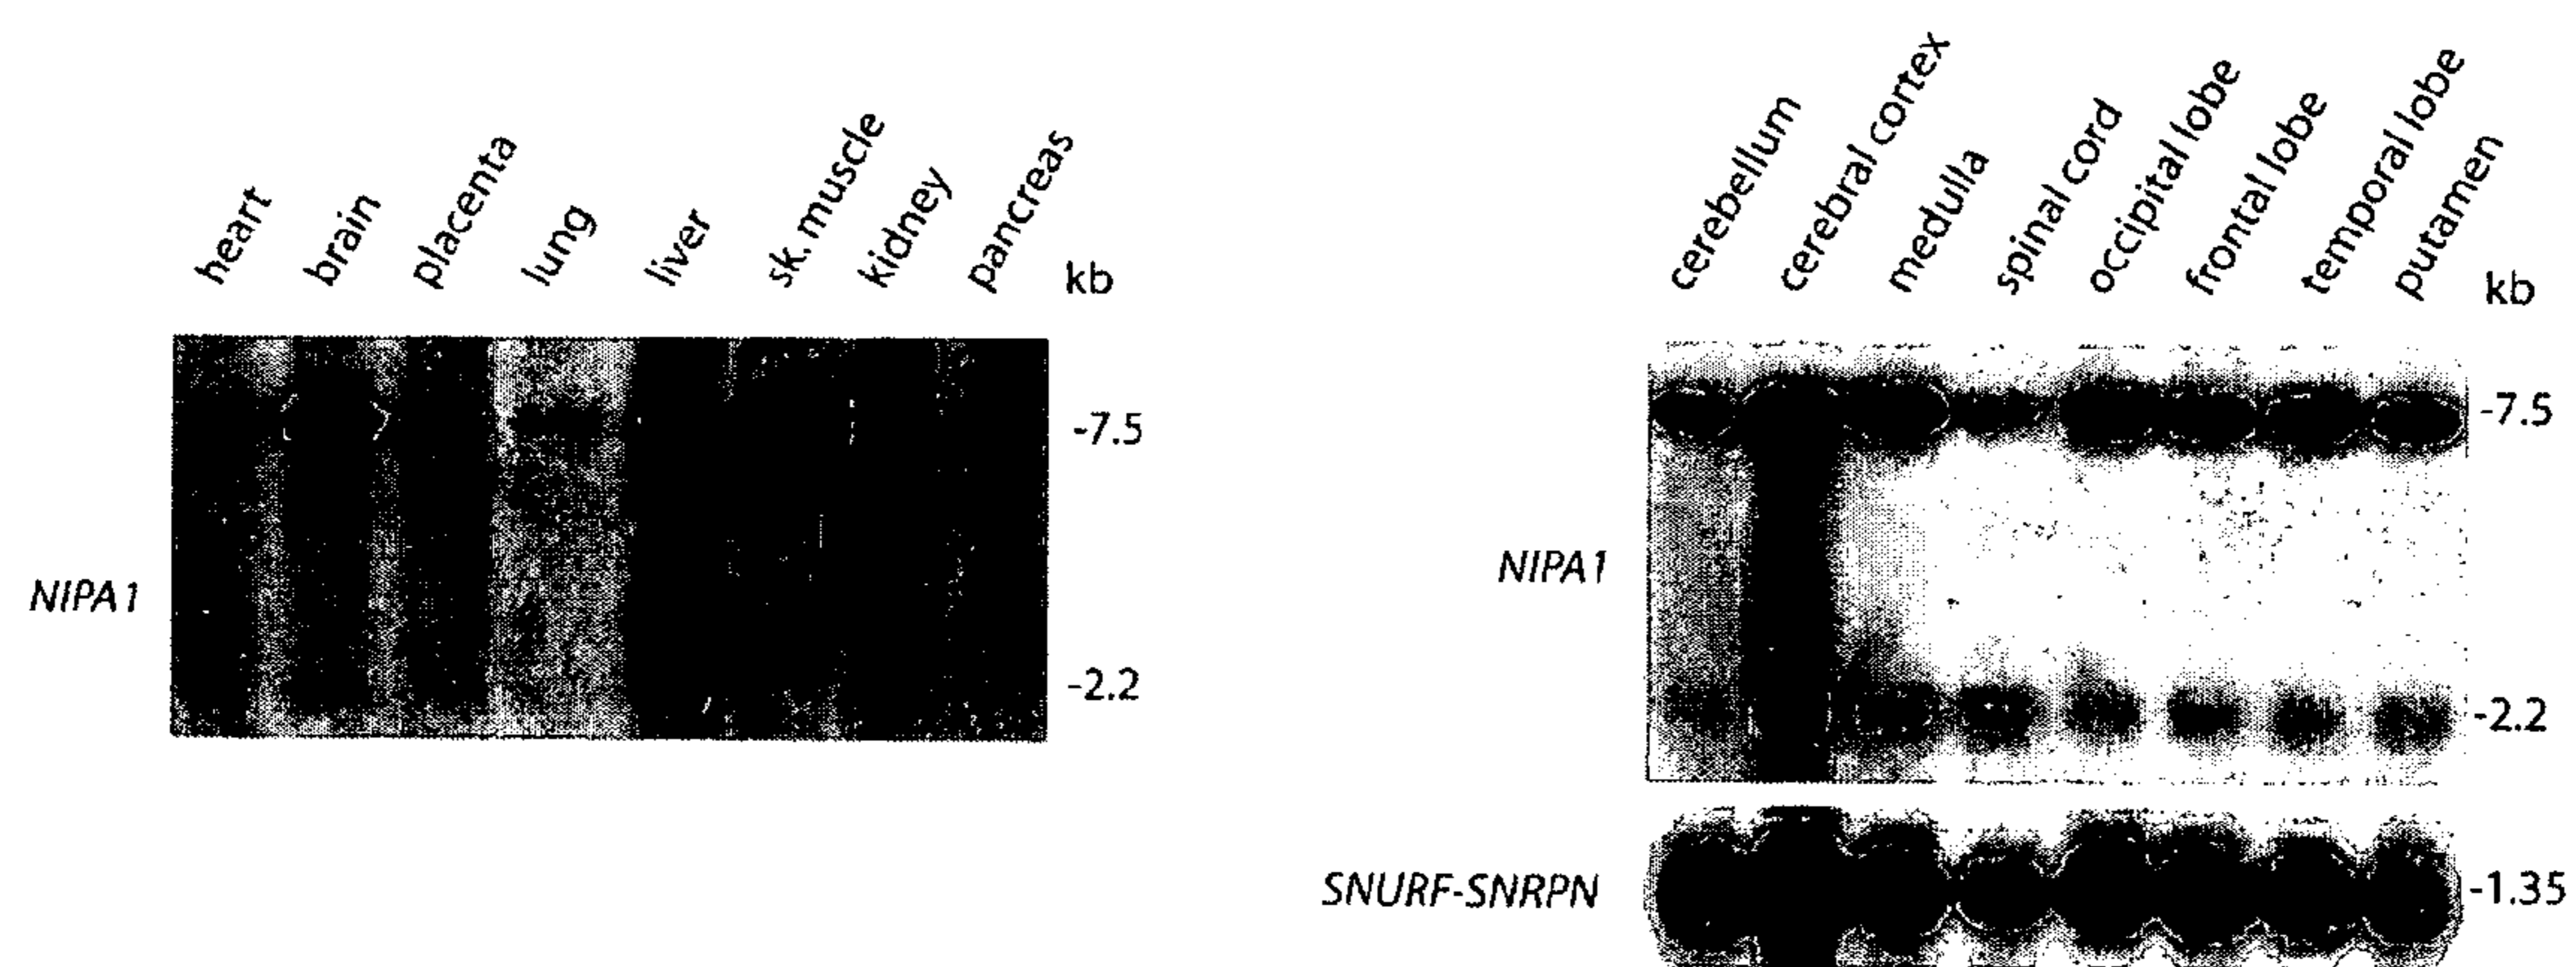 heart
brain
placenta
lung
liver
sk. muscle
kidney
pancreas
kb
-7.5
NIPA1
-2.2
cerebellum
cerebral cortex
medulla
spinal cord
occipital lobe
frontal lobe
temporal lobe
putamen
kb
-7.5
NIPA1
-2.2
SNURF-SNRPN
-1.35